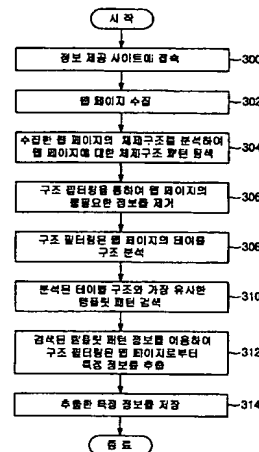 시 작
정보 제공 사이트에 접속
300
웹 페이지 수집
302
수집한 웹 페이지의 체제구조를 분석하여
웹 페이지에 대한 체제구조 패턴 탐색
304
구조 필터링을 통하여 웹 페이지의
불필요한 정보를 제거
306
구조 필터링된 웹 페이지의 테이블
구조 분석
308
분석된 테이블 구조와 가장 유사한
템플릿 패턴 검색
310
검색된 템플릿 패턴 정보를 이용하여
구조 필터링된 웹 페이지로부터
특정 정보를 추출
312
추출한 특정 정보를 저장
314
종 료